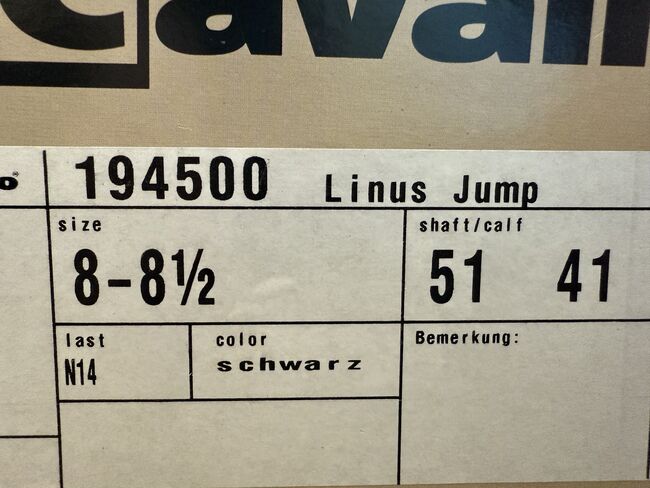 Cavall
o®
194500 Linus Jump
size
shaft/calf
8-8½
51 41
last
color
Bemerkung:
N14
schwarz